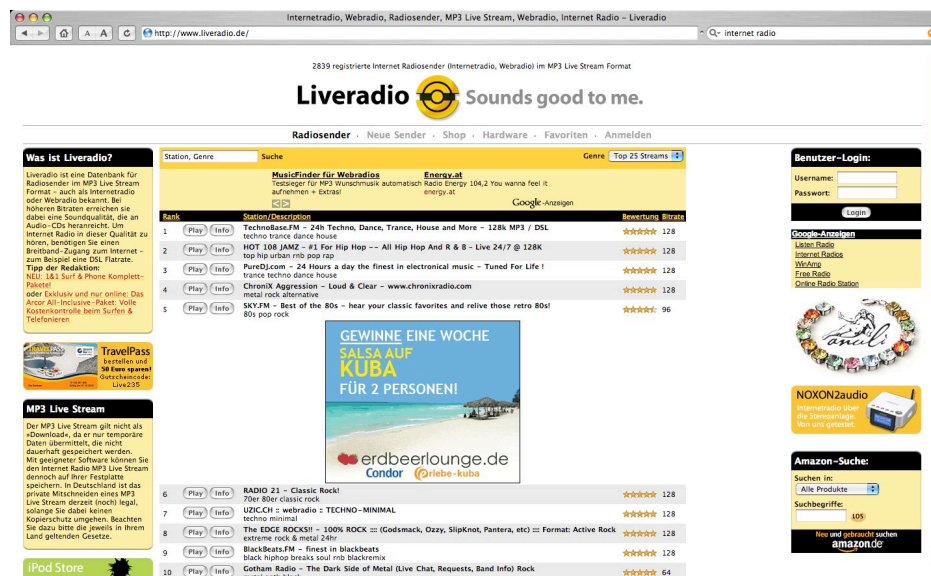 Internetradio, Webradio, Radiosender, MP3 Live Stream, Webradio, Internet Radio – Liveradio
A A http://www.liveradio.de/ internet radio
2839 registrierte Internet Radiosender (Internetradio, Webradio) im MP3 Live Stream Format
Liveradio Sounds good to me.
Radiosender - Neue Sender - Shop - Hardware - Favoriten - Anmelden
Was ist Liveradio?
Liveradio ist eine Datenbank für
Radiosender im MP3 Live Stream
Format - auch als Internetradio
oder Webradio bekannt. Bei
höheren Bitraten erreichen sie
dabei eine Soundqualität, die an
Audio-CDs heranreicht. Um
Internet Radio in dieser Qualität zu
hören, benötigen Sie einen
Breitband-Zugang zum Internet -
zum Beispiel eine DSL Flatrate.
Tipp der Redaktion:
NEU: 1&1 Surf & Phone Komplett-
Pakete!
oder Exklusiv und nur online: Das
Arcor All-Inclusive-Paket: Volle
Kostenkontrolle beim Surfen &
Telefonieren
TravelPass
bestellen und
50 Euro sparen!
Gutscheincode:
Live235
MP3 Live Stream
Der MP3 Stream gilt nicht als
»Download«, da er nur temporäre
Daten übermittelt, die nicht
dauerhaft gespeichert werden.
Mit geeigneter Software können Sie
den Internet Radio MP3 Live Stream
dennoch auf Ihrer Festplatte
speichern. In Deutschland ist das
private Mitschneiden eines MP3
Live Stream derzeit (noch) legal,
solange Sie dabei keinen
Kopierschutz umgehen. Beachten
Sie dazu bitte die jeweils in Ihrem
Land geltenden Gesetze.
iPod Store
Station, Genre Suche Genre Top 25 Streams
MusicFinder für Webradios Energy.at
Testsieger für MP3 Wunschmusik automatisch Radio Energy 104,2 You wanna feel it
aufnehmen + Extras! energy.at
Google-Anzeigen
Rank Station/Description Bewertung Bitrate
1 Play Info TechnoBase.FM - 24h Techno, Dance, Trance, House and More - 128k MP3 / DSL 128
techno trance dance house
2 Play Info HOT 108 JAMZ - #1 For Hip Hop -- All Hip Hop And R & B - Live 24/7 @ 128K 128
top hip urban rnb pop rap
3 Play Info PureDJ.com - 24 Hours a day the finest in electronical music - Tuned For Life ! 128
trance techno dance house
4 Play Info ChroniX Aggression - Loud & Clear - www.chronixradio.com 128
metal rock alternative
5 Play Info SKY.FM - Best of the 80s - hear your classic favorites and relive those retro 80s! 96
80s pop rock
GEWINNE EINE WOCHE
SALSA AUF
KUBA
FÜR 2 PERSONEN!
erdbeerlounge.de
Condor erlebe-kuba
6 Play Info RADIO 21 - Classic Rock! 128
70er 80er classic rock
7 Play Info UZIC.CH :: webradio :: TECHNO-MINIMAL 128
techno minimal
8 Play Info The EDGE ROCKS!! - 100% ROCK :::: (Godsmack, Ozzy, SlipKnot, Pantera, etc) :::: Format: Active Rock 128
extreme rock & metal 24hr
9 Play Info BlackBeats.FM - finest in blackbeats 128
black hiphop breaks soul rnb blackremix
10 Play Info Gotham Radio - The Dark Side of Metal (Live Chat, Requests, Band Info) Rock 64
Benutzer-Login:
Username:
Passwort:
Login
Google-Anzeigen
Listen Radio
Internet Radios
WinAmp
Free Radio
Online Radio Station
anuli
NOXON2audio
Internetradio über
die Stereoanlage.
Von uns getestet.
Amazon-Suche:
Suchen in:
Alle Produkte
Suchbegriffe:
LOS
Neu und gebraucht suchen
amazon.de